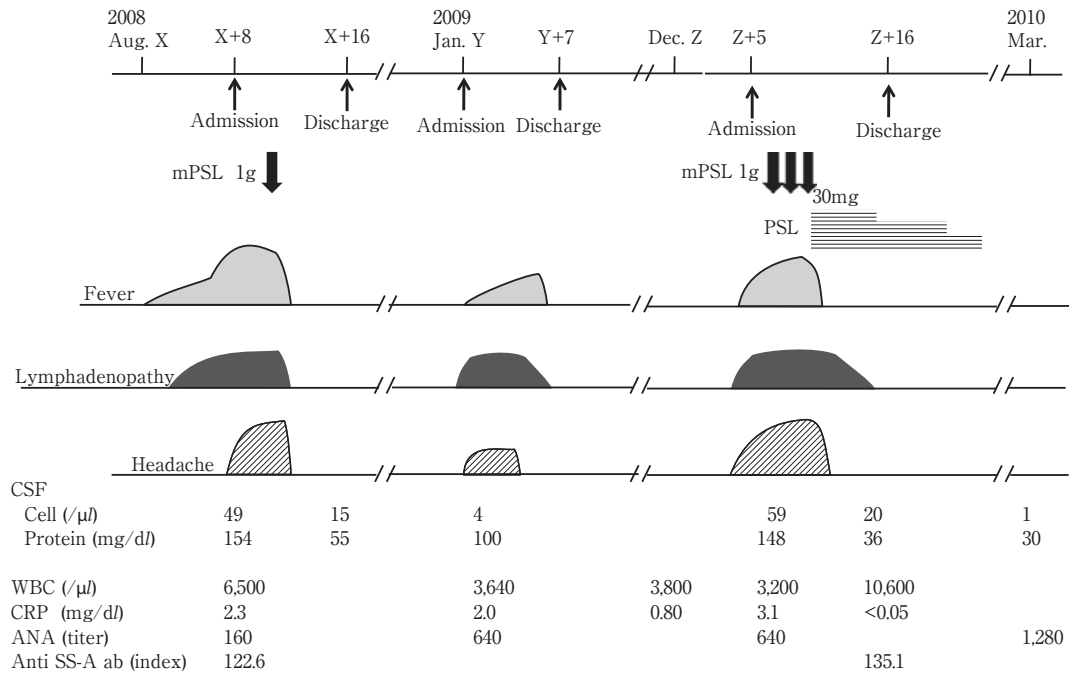 2008 2009 2010
Aug. X X+8 X+16 Jan. Y Y+7 Dec. Z Z+5 Z+16 Mar.
Admission Discharge Admission Discharge Admission Discharge
mPSL 1g mPSL 1g
30mg
PSL
Fever
Lymphadenopathy
Headache
CSF
Cell (/μl) 49 15 4 59 20 1
Protein (mg/dl) 154 55 100 148 36 30
WBC (/μl) 6,500 3,640 3,800 3,200 10,600
CRP (mg/dl) 2.3 2.0 0.80 3.1 <0.05
ANA (titer) 160 640 640 1,280
Anti SS-A ab (index) 122.6 135.1